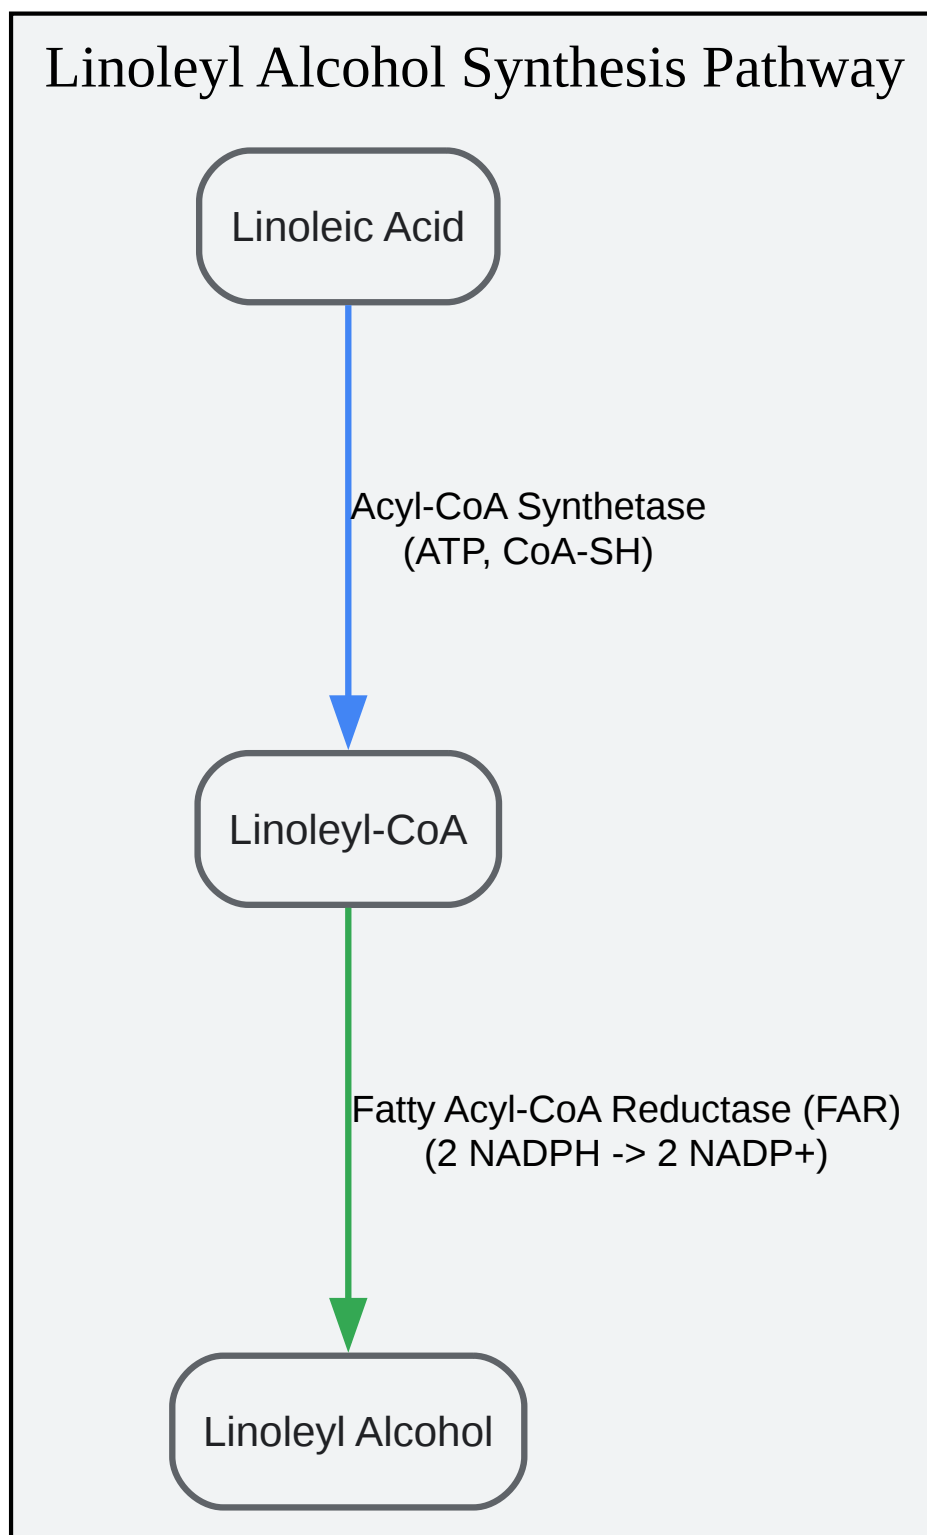 Linoleyl Alcohol Synthesis Pathway
Linoleic Acid
Acyl-CoA Synthetase
(ATP, CoA-SH)
Linoleyl-CoA
Fatty Acyl-CoA Reductase (FAR)
(2 NADPH -> 2 NADP+)
Linoleyl Alcohol